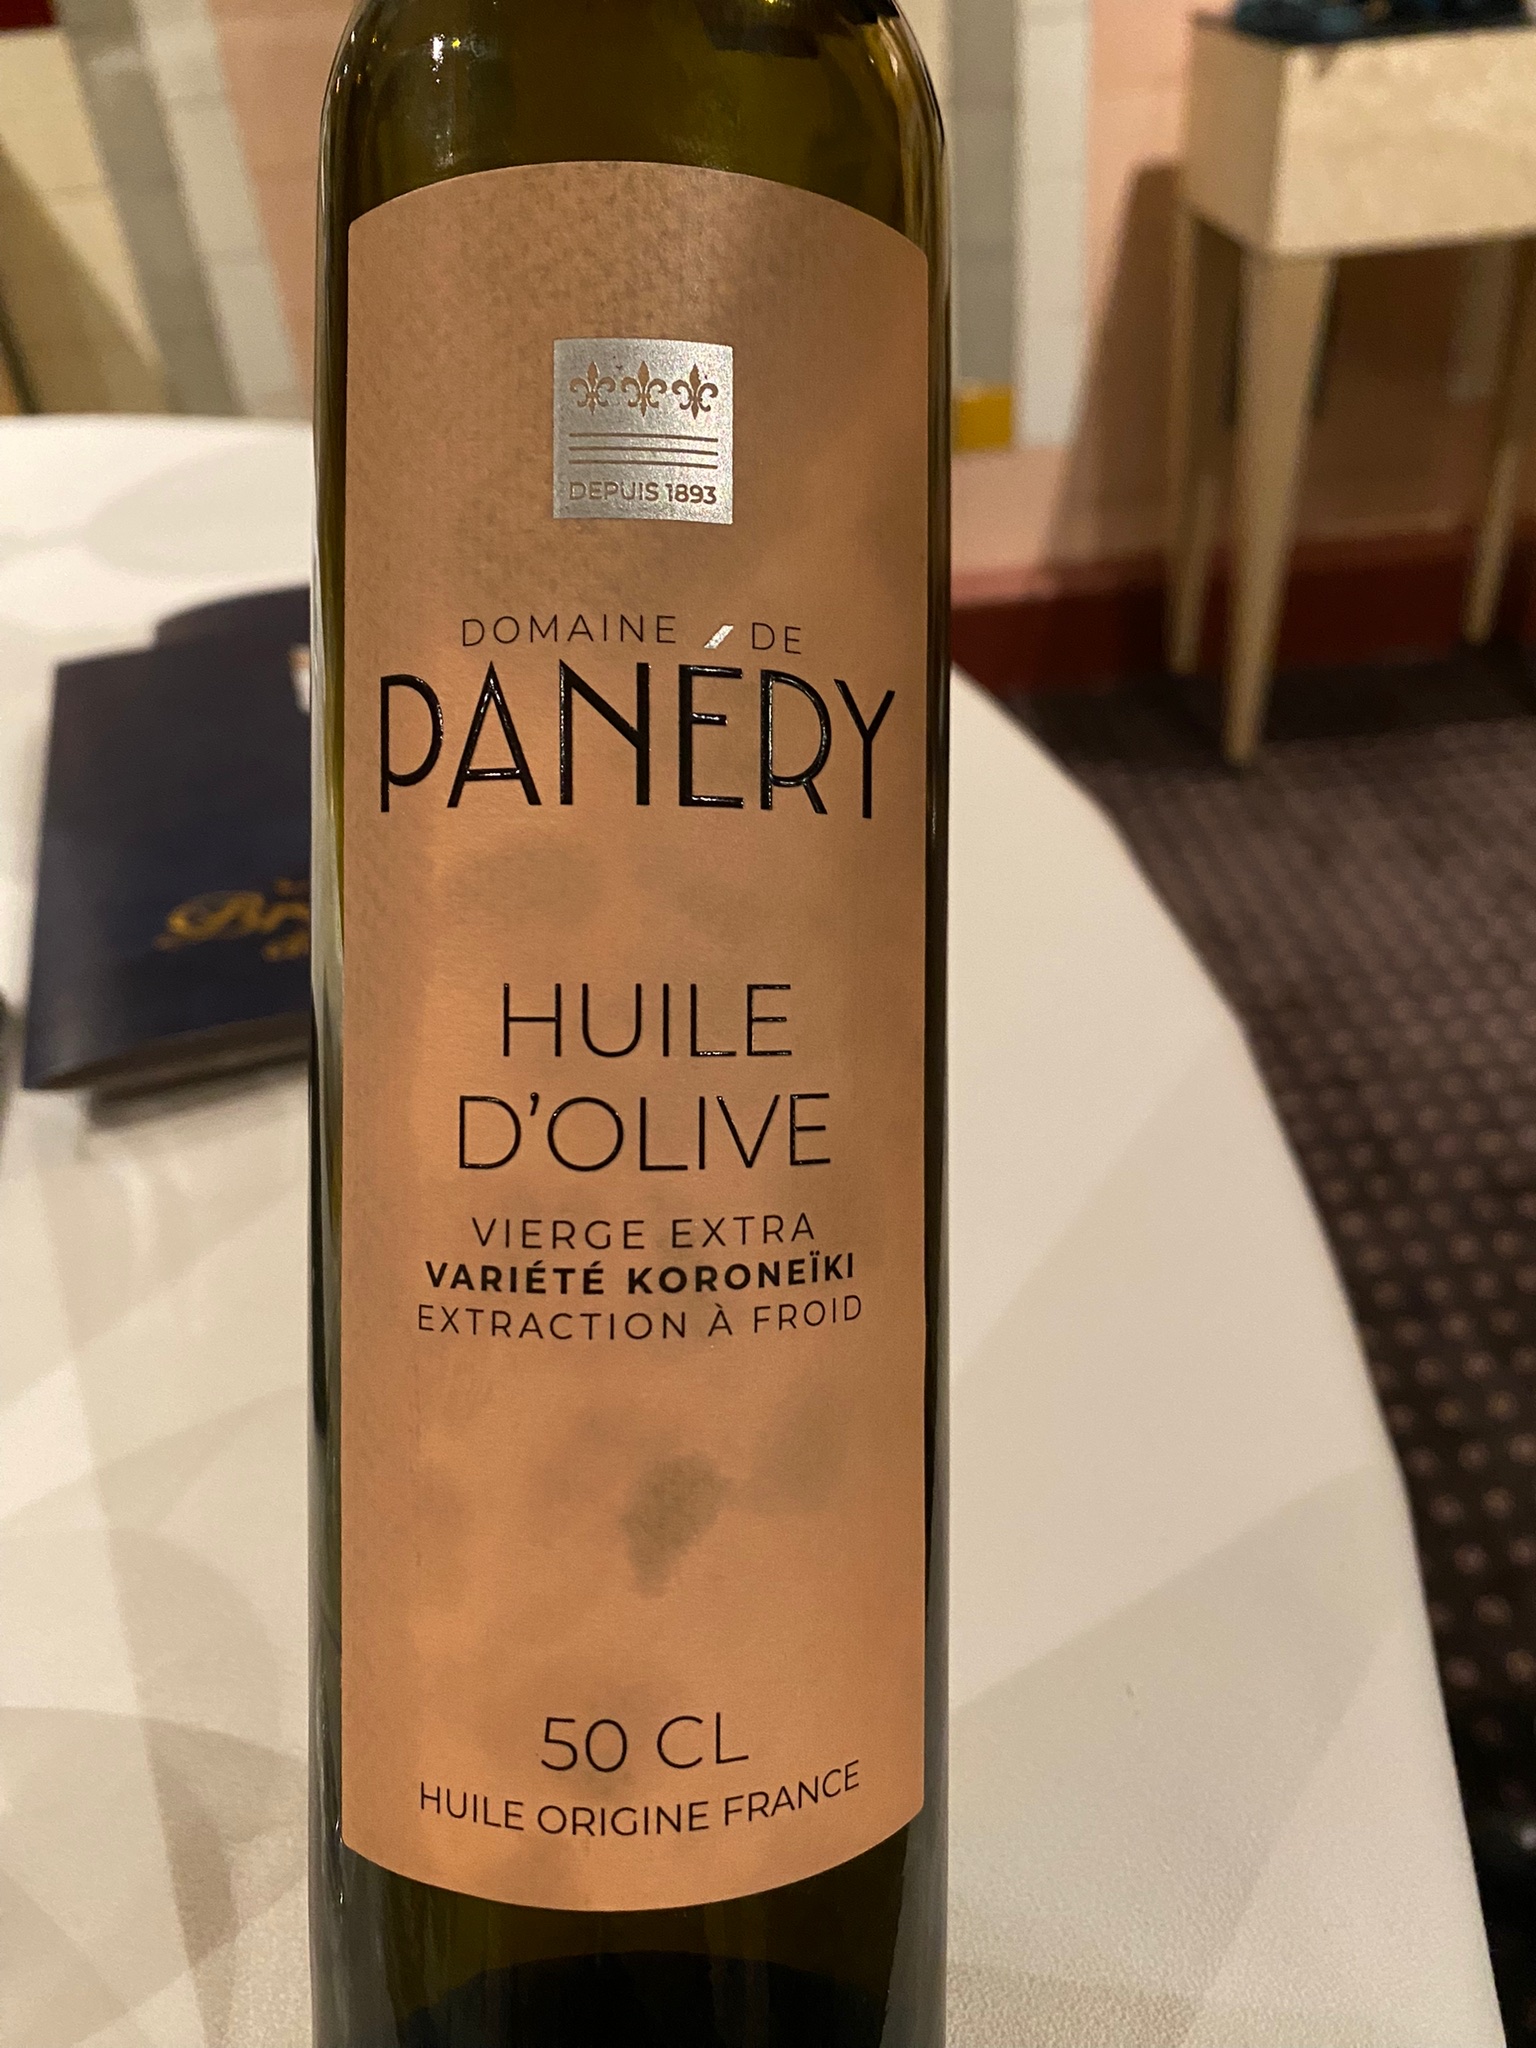 DEPUIS 1893
DOMAINE DE
PANÉRY
HUILE
D'OLIVE
VIERGE EXTRA
VARIÉTÉ KORONEÏKI
EXTRACTION À FROID
50 CL
HUILE ORIGINE FRANCE